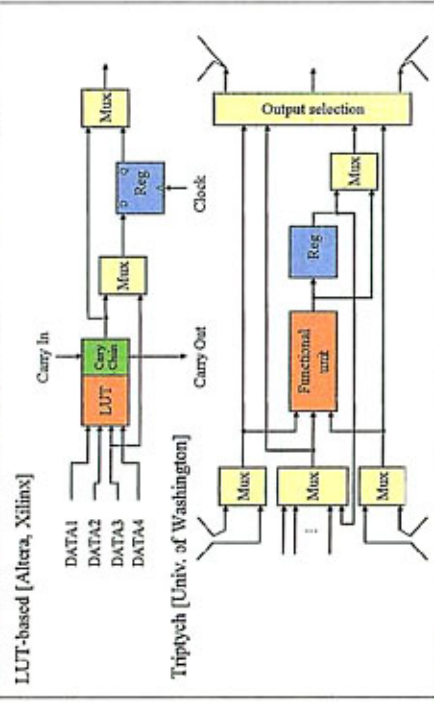 LUT-based [Altera, Xilinx]
Carry In
DATA1
DATA2
DATA3
DATA4
LUT
Carry
Chain
Mux
Reg
Mux
Clock
Carry Out
Triptych [Univ. of Washington]
Mux
Mux
...
Mux
Functional
unit
Reg
Mux
Output selection